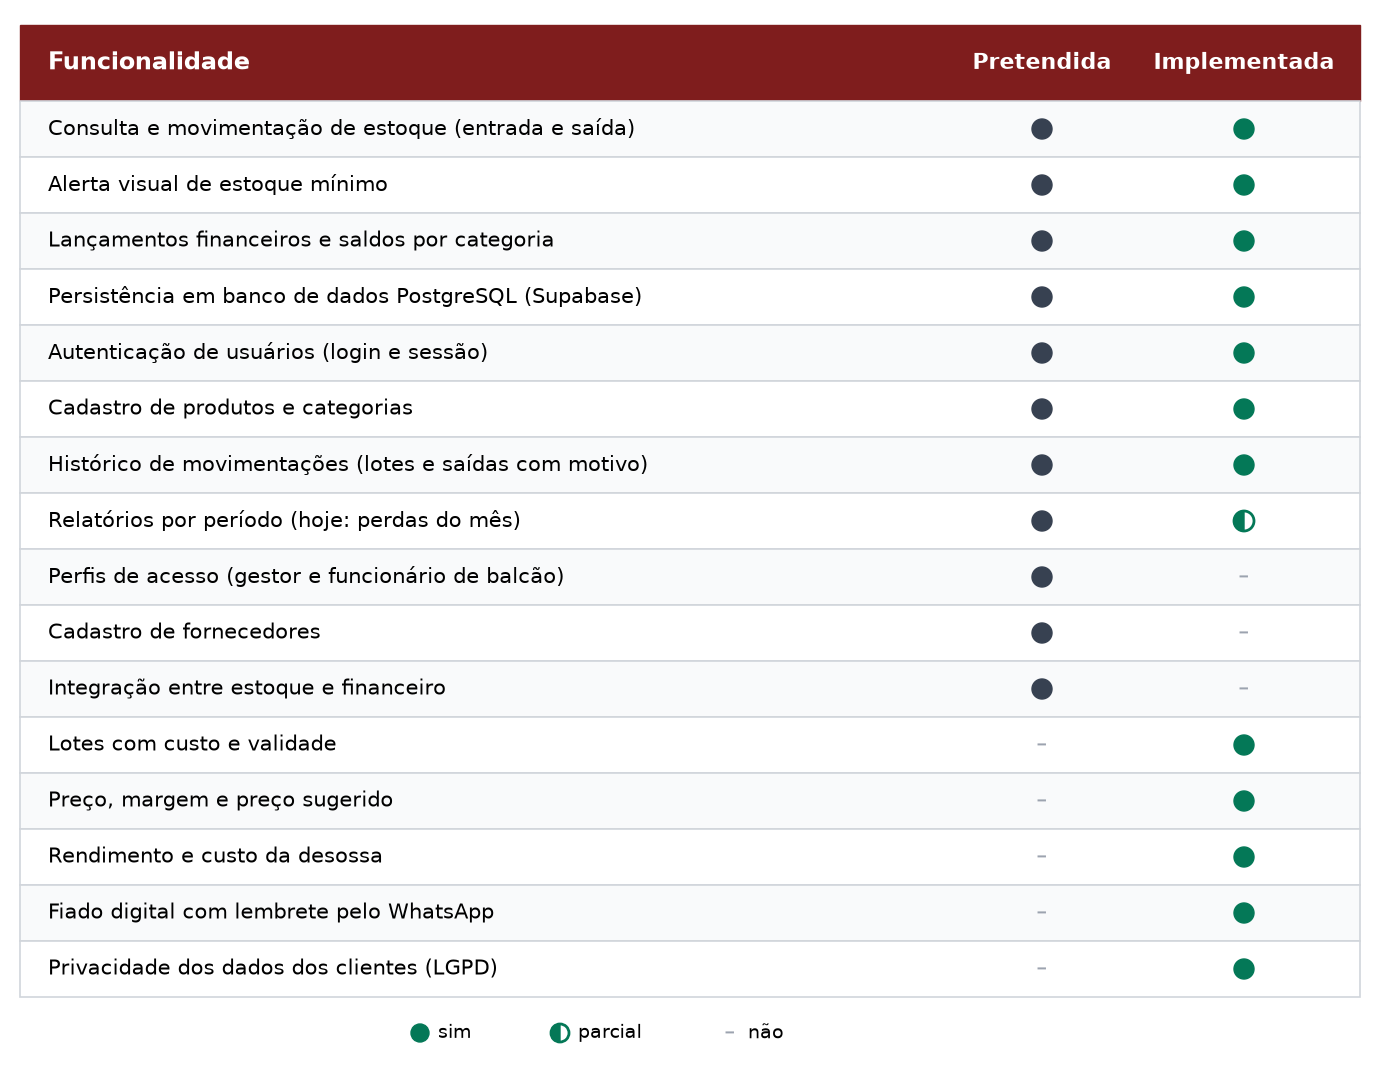 Funcionalidade Pretendida Implementada
Consulta e movimentação de estoque (entrada e saída)
Alerta visual de estoque mínimo
Lançamentos financeiros e saldos por categoria
Persistência em banco de dados PostgreSQL (Supabase)
Autenticação de usuários (login e sessão)
Cadastro de produtos e categorias
Histórico de movimentações (lotes e saídas com motivo)
Relatórios por período (hoje: perdas do mês)
Perfis de acesso (gestor e funcionário de balcão) –
Cadastro de fornecedores –
Integração entre estoque e financeiro –
Lotes com custo e validade –
Preço, margem e preço sugerido –
Rendimento e custo da desossa –
Fiado digital com lembrete pelo WhatsApp –
Privacidade dos dados dos clientes (LGPD) –
sim parcial – não